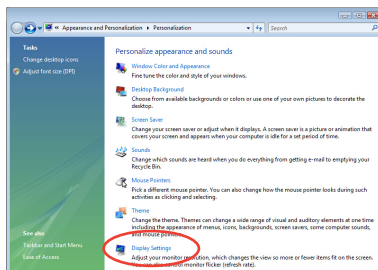 « Appearance and Personalization ▸ Personalization
Search
Tasks
Change desktop icons
Adjust font size (DPI)
Personalize appearance and sounds
Window Color and Appearance
Fine tune the color and style of your windows.
Desktop Background
Choose from available backgrounds or colors or use one of your own pictures to decorate the
desktop.
Screen Saver
Change your screen saver or adjust when it displays. A screen saver is a picture or animation that
covers your screen and appears when your computer is idle for a set period of time.
Sounds
Change which sounds are heard when you do everything from getting e-mail to emptying your
Recycle Bin.
Mouse Pointers
Pick a different mouse pointer. You can also change how the mouse pointer looks during such
activities as clicking and selecting.
Theme
Change the theme. Themes can change a wide range of visual and auditory elements at one time
including the appearance of menus, icons, backgrounds, screen savers, some computer sounds,
and mouse pointers.
See also
Taskbar and Start Menu
Ease of Access
Display Settings
Adjust your monitor resolution, which changes the view so more or fewer items fit on the screen.
You can also control monitor flicker (refresh rate).